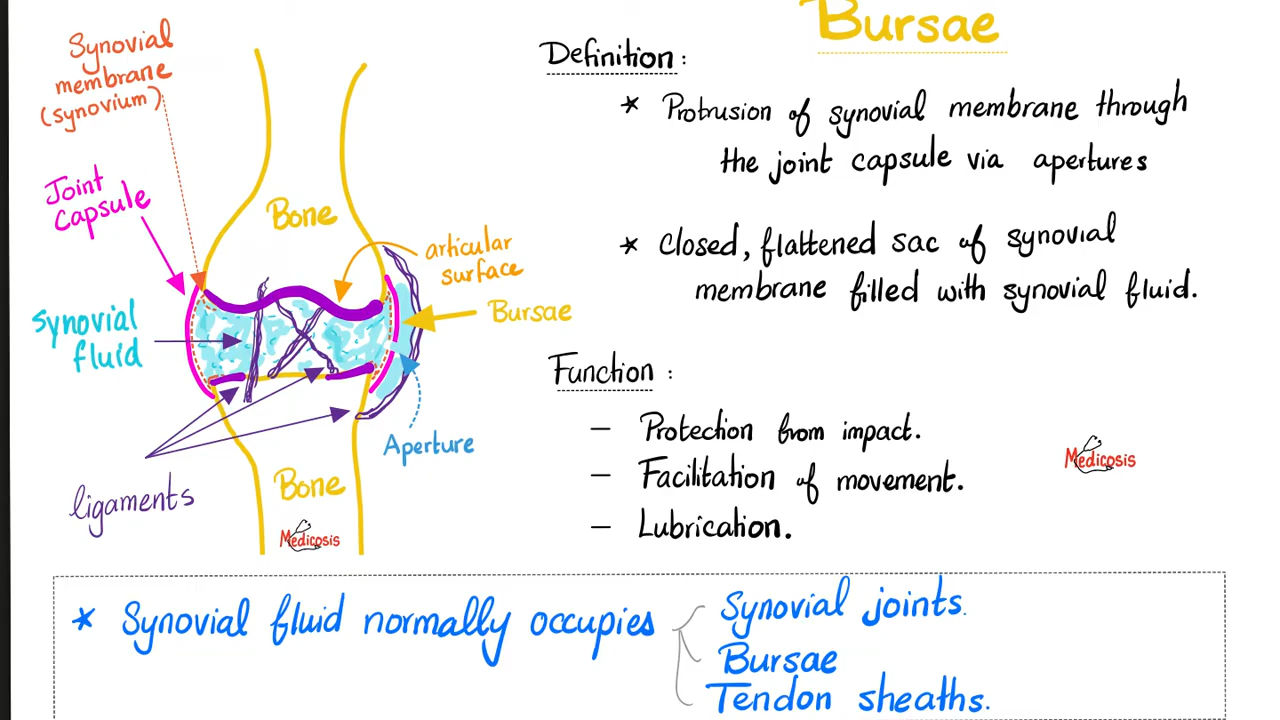 Bursae
Synovial
membrane
(synovium)
Joint
capsule
Bone
articular
surface
Synovial
fluid
Bursae
Aperture
ligaments
Bone
Medicosis
Definition :
* Protrusion of synovial membrane through
the joint capsule via apertures
* Closed, flattened sac of synovial
membrane filled with synovial fluid.
Function :
- Protection from impact.
- Facilitation of movement.
- Lubrication.
Medicosis
* Synovial fluid normally occupies
Synovial joints.
Bursae
Tendon sheaths.